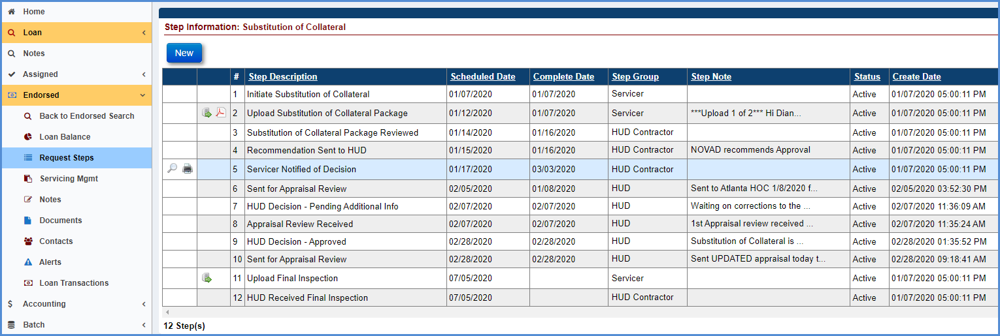 Home
Loan
Notes
Assigned
Endorsed
Back to Endorsed Search
Loan Balance
Request Steps
Servicing Mgmt
Notes
Documents
Contacts
Alerts
Loan Transactions
Accounting
Batch
Step Information: Substitution of Collateral
New
# Step Description Scheduled Date Complete Date Step Group Step Note Status Create Date
1 Initiate Substitution of Collateral 01/07/2020 01/07/2020 Servicer Active 01/07/2020 05:00:11 PM
2 Upload Substitution of Collateral Package 01/12/2020 01/07/2020 Servicer ***Upload 1 of 2*** Hi Dian... Active 01/07/2020 05:00:11 PM
3 Substitution of Collateral Package Reviewed 01/14/2020 01/16/2020 HUD Contractor Active 01/07/2020 05:00:11 PM
4 Recommendation Sent to HUD 01/15/2020 01/16/2020 HUD Contractor NOVAD recommends Approval Active 01/07/2020 05:00:11 PM
5 Servicer Notified of Decision 01/17/2020 03/03/2020 HUD Contractor Active 01/07/2020 05:00:11 PM
6 Sent for Appraisal Review 02/05/2020 01/08/2020 HUD Sent to Atlanta HOC 1/8/2020 f... Active 02/05/2020 03:52:30 PM
7 HUD Decision - Pending Additional Info 02/07/2020 02/07/2020 HUD Waiting on corrections to the ... Active 02/07/2020 11:36:09 AM
8 Appraisal Review Received 02/07/2020 02/07/2020 HUD 1st Appraisal review received ... Active 02/07/2020 11:35:24 AM
9 HUD Decision - Approved 02/28/2020 02/28/2020 HUD Substitution of Collateral is ... Active 02/28/2020 01:35:52 PM
10 Sent for Appraisal Review 02/28/2020 02/28/2020 HUD Sent UPDATED appraisal today t... Active 02/28/2020 09:18:41 AM
11 Upload Final Inspection 07/05/2020 Servicer Active 01/07/2020 05:00:11 PM
12 HUD Received Final Inspection 07/05/2020 HUD Contractor Active 01/07/2020 05:00:11 PM
12 Step(s)